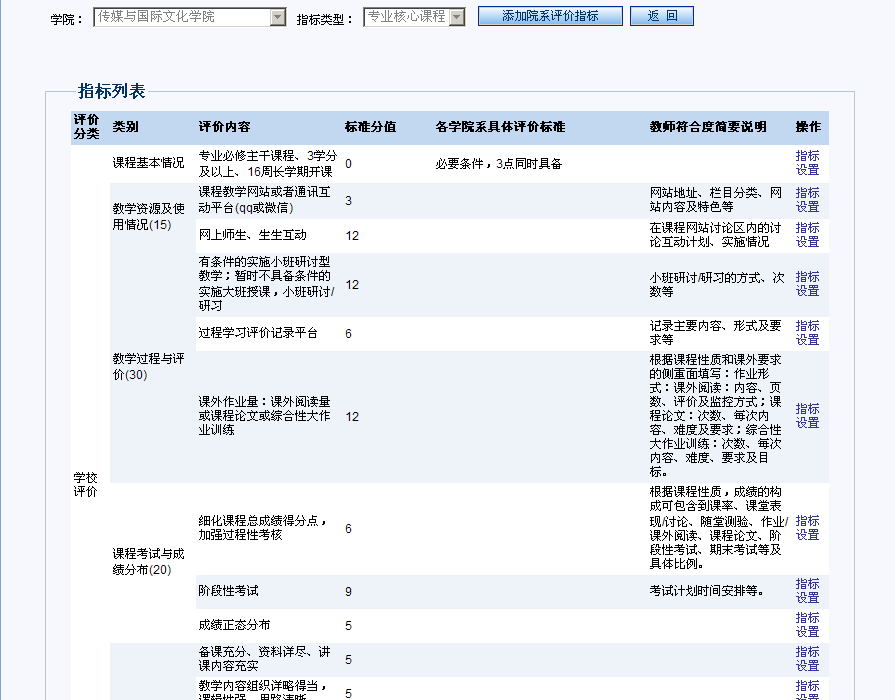 学院： 传媒与国际文化学院 指标类型： 专业核心课程 添加院系评价指标 返 回
指标列表
评价
分类 类别 评价内容 标准分值 各学院系具体评价标准 教师符合度简要说明 操作
学校
评价
课程基本情况
专业必修主干课程、3学分
及以上、16周长学期开课
0
必要条件，3点同时具备
指标
设置
教学资源及使
用情况(15)
课程教学网站或者通讯互
动平台(qq或微信)
3
网站地址、栏目分类、网
站内容及特色等
指标
设置
网上师生、生生互动
12
在课程网站讨论区内的讨
论互动计划、实施情况
指标
设置
教学过程与评
价(30)
有条件的实施小班研讨型
教学；暂时不具备条件的
实施大班授课，小班研讨/
研习
12
小班研讨/研习的方式、次
数等
指标
设置
过程学习评价记录平台
6
记录主要内容、形式及要
求等
指标
设置
课外作业量：课外阅读量
或课程论文或综合性大作
业训练
12
根据课程性质和课外要求
的侧重面填写：作业形
式：课外阅读：内容、页
数、评价及监控方式；课
程论文：次数、每次内
容、难度及要求；综合性
大作业训练：次数、每次
内容、难度、要求及目
标。
指标
设置
课程考试与成
绩分布(20)
细化课程总成绩得分点，
加强过程性考核
6
根据课程性质，成绩的构
成可包含到课率、课堂表
现/讨论、随堂测验、作业/
课外阅读、课程论文、阶
段性考试、期末考试等及
具体比例。
指标
设置
阶段性考试
9
考试计划时间安排等。
指标
设置
成绩正态分布
5
指标
设置
备课充分、资料详尽、讲
课内容充实
5
指标
设置
教学内容组织详略得当，
逻辑性强、思路清晰
5
指标
设置